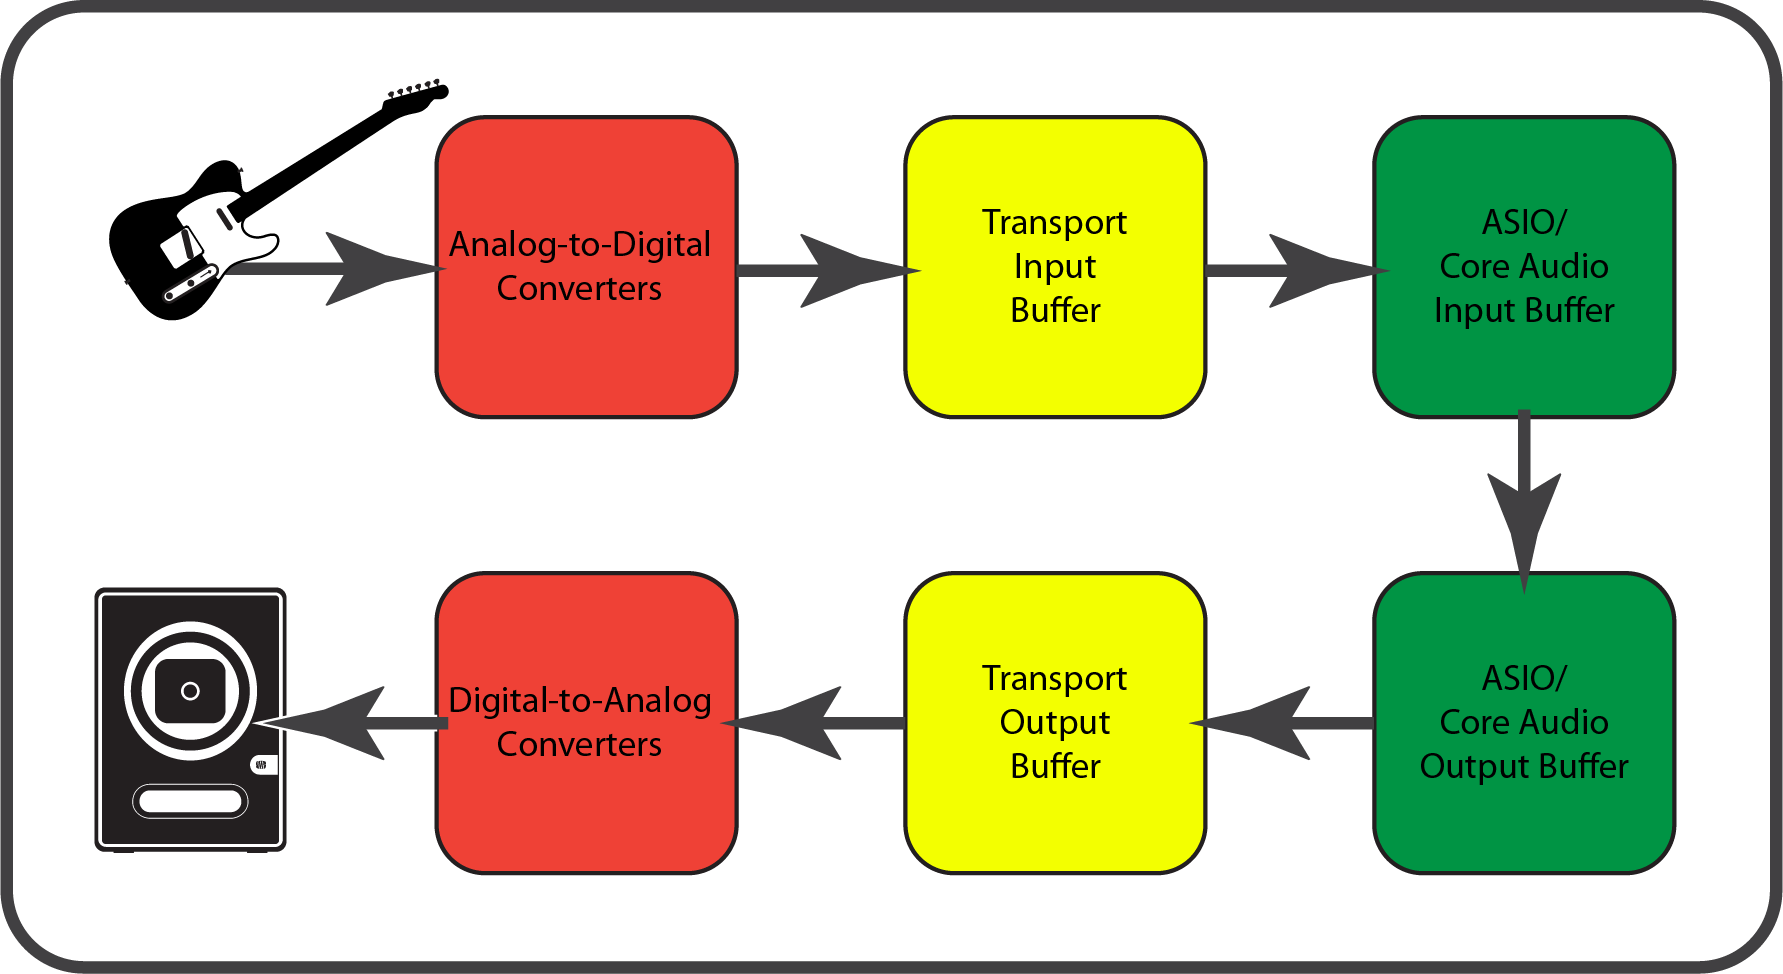 Analog-to-Digital
Converters
Transport
Input
Buffer
ASIO/
Core Audio
Input Buffer
Digital-to-Analog
Converters
Transport
Output
Buffer
ASIO/
Core Audio
Output Buffer